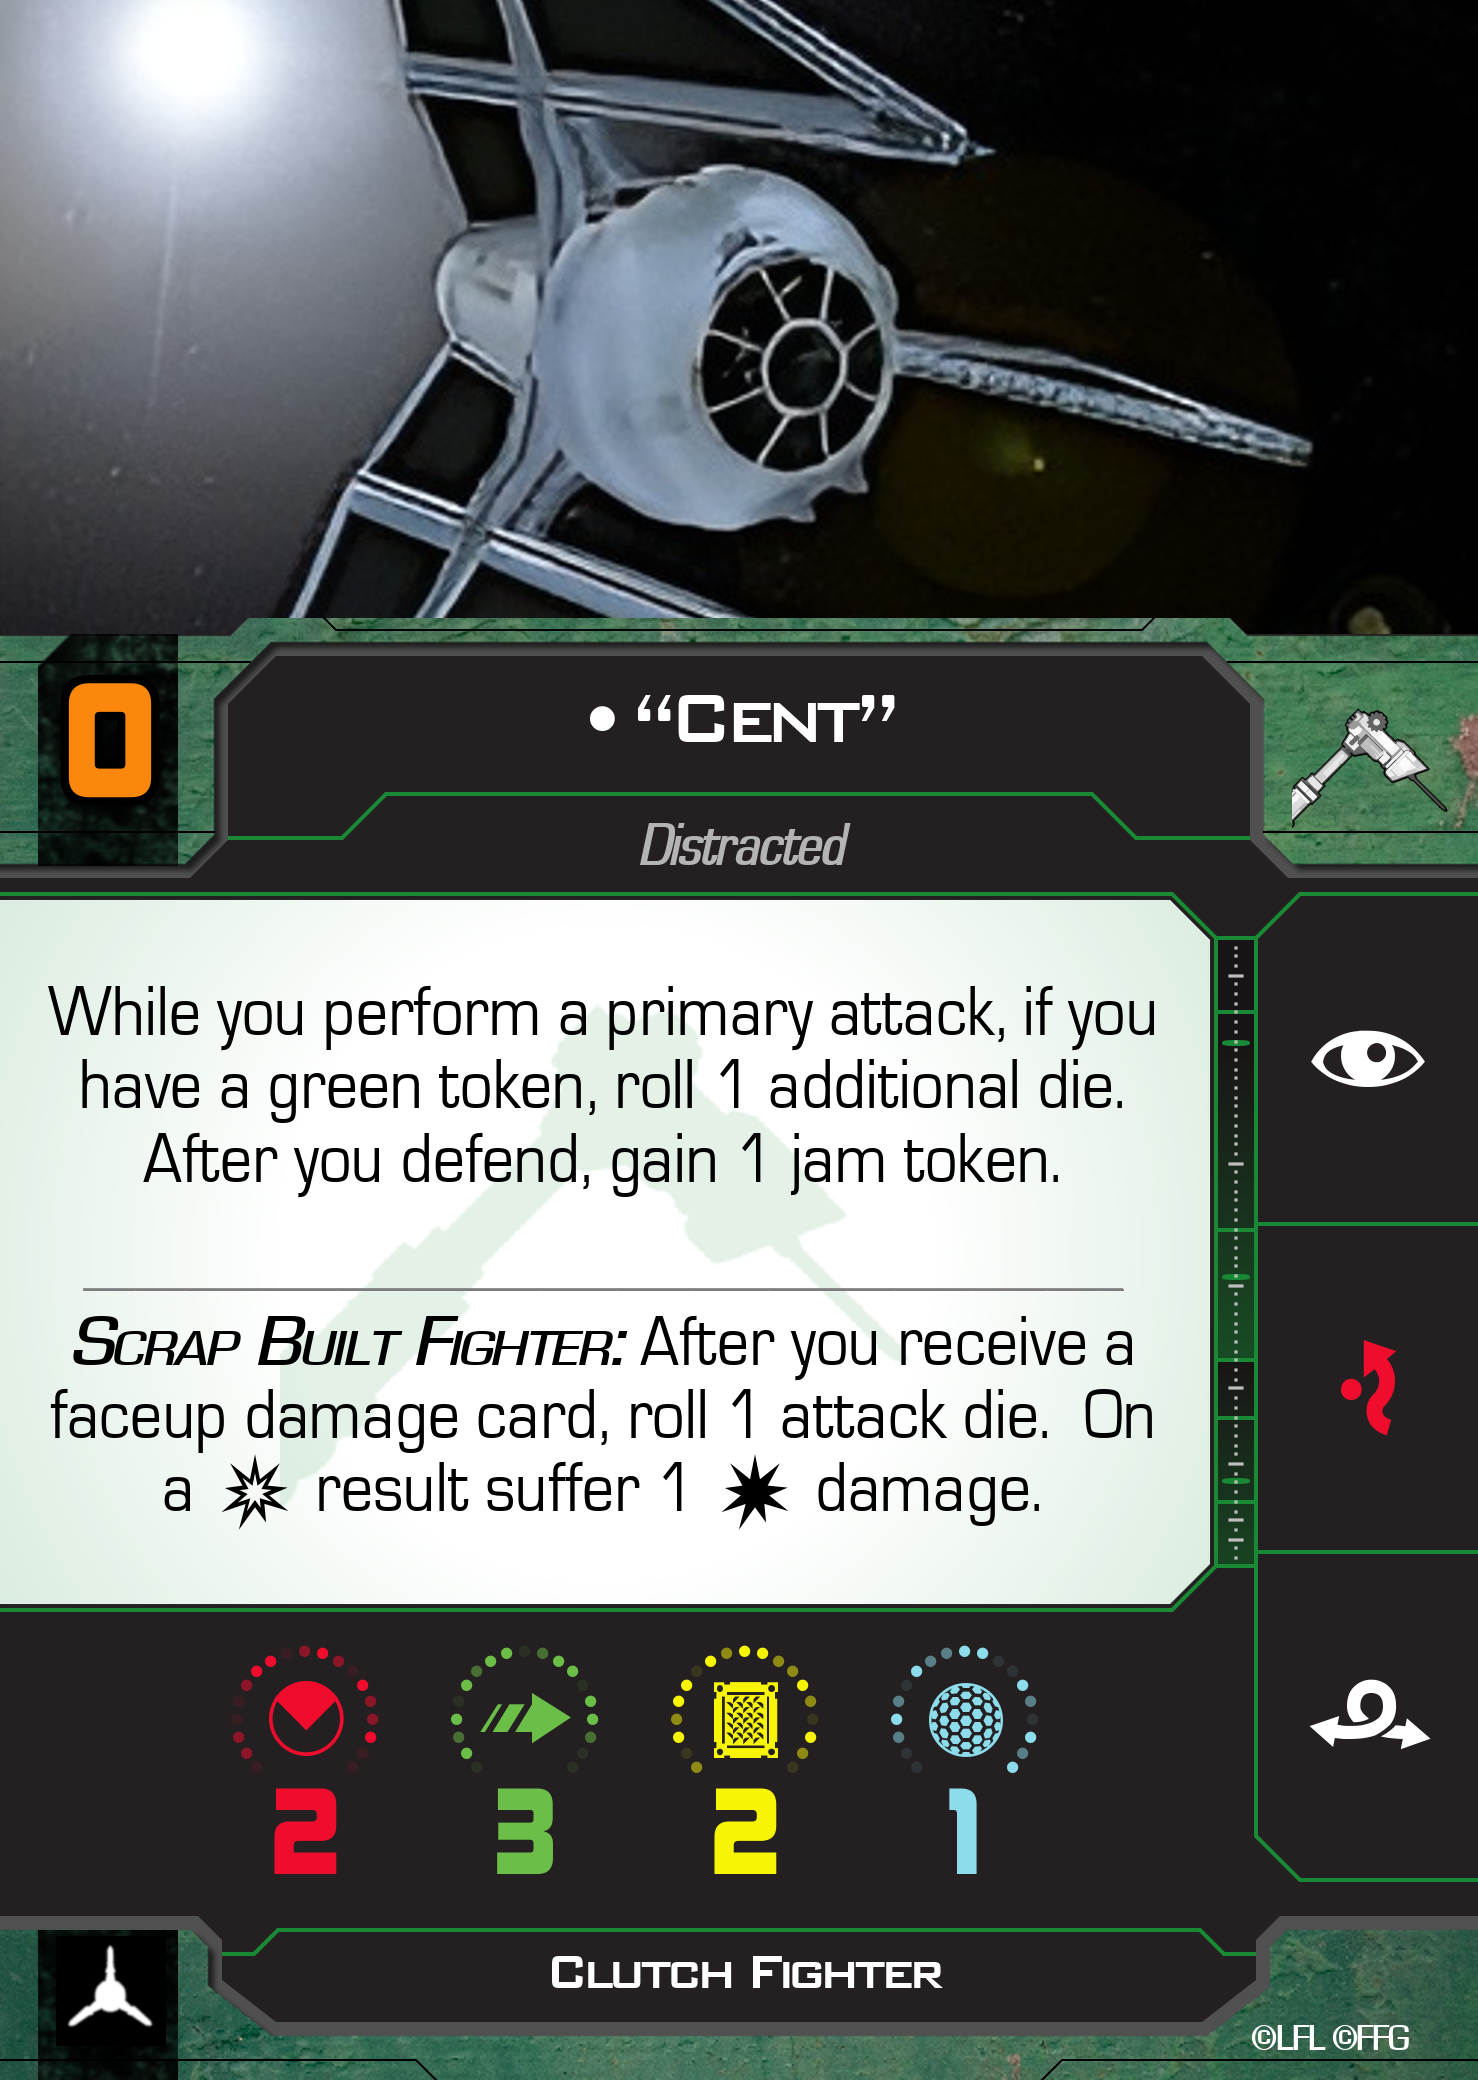 0
• “Cent”
Distracted
While you perform a primary attack, if you
have a green token, roll 1 additional die.
After you defend, gain 1 jam token.
Scrap Built Fighter: After you receive a
faceup damage card, roll 1 attack die. On
a result suffer 1 damage.
2 3 2 1
Clutch Fighter
©LFL ©FFG